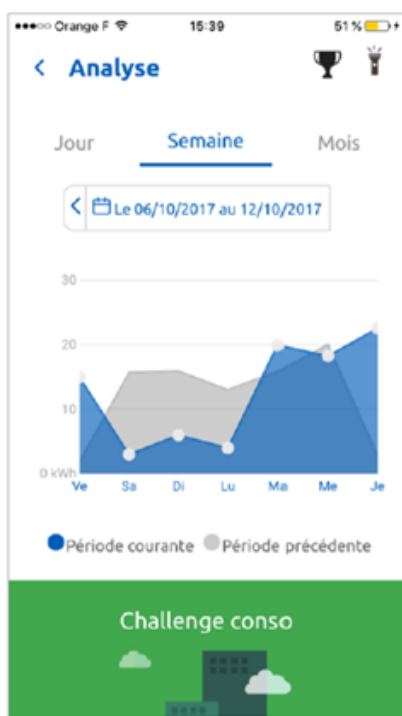 Orange F 15:39 51 %
Analyse
Jour Semaine Mois
Le 06/10/2017 au 12/10/2017
30
20
10
0 kWh
Ve Sa Di Lu Ma Me Je
Période courante Période précédente
Challenge conso